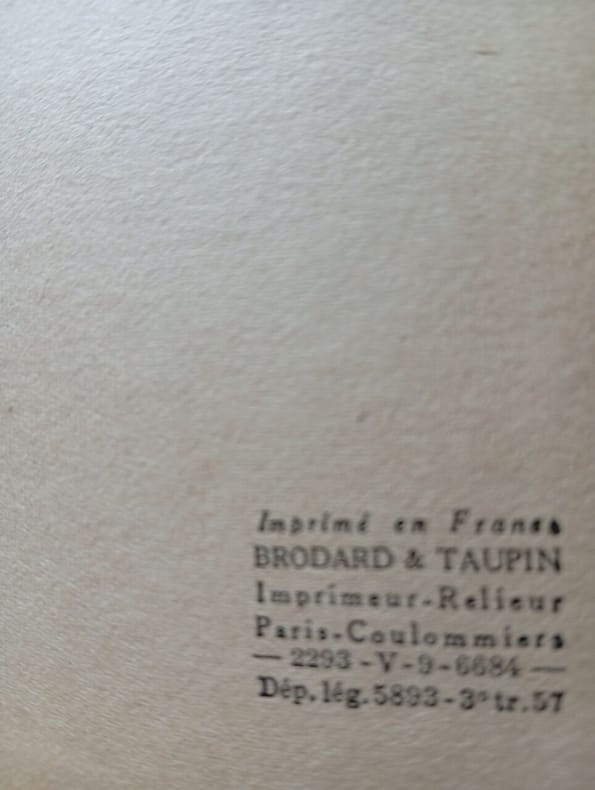 Imprimé en France
BRODARD & TAUPIN
Imprimeur-Relieur
Paris-Coulommiers
— 2293-V-9-6684 —
Dép. lég. 5893-3e tr. 57